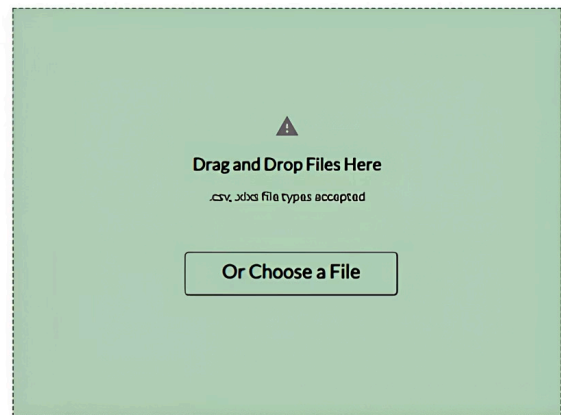 Drag and Drop Files Here
.csv, .xlxs file types accepted
Or Choose a File